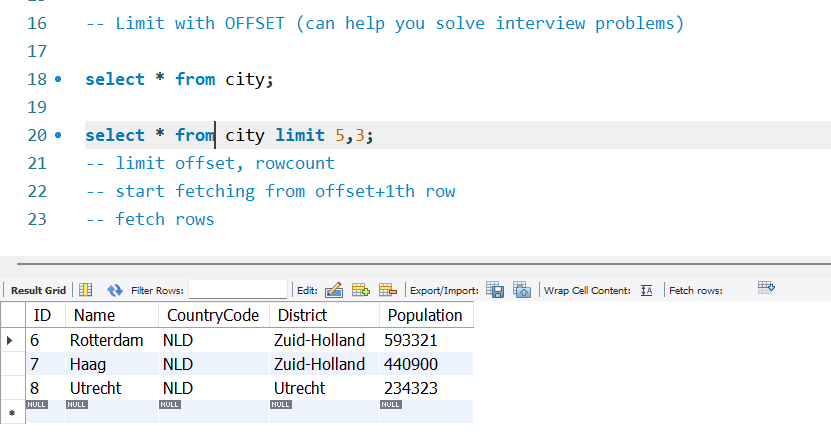 16 -- Limit with OFFSET (can help you solve interview problems)
17
18 select * from city;
19
20 select * from city limit 5,3;
21 -- limit offset, rowcount
22 -- start fetching from offset+1th row
23 -- fetch rows
Result Grid Filter Rows: Edit: Export/Import: Wrap Cell Content: Fetch rows:
ID Name CountryCode District Population
6 Rotterdam NLD Zuid-Holland 593321
7 Haag NLD Zuid-Holland 440900
8 Utrecht NLD Utrecht 234323
NULL NULL NULL NULL NULL